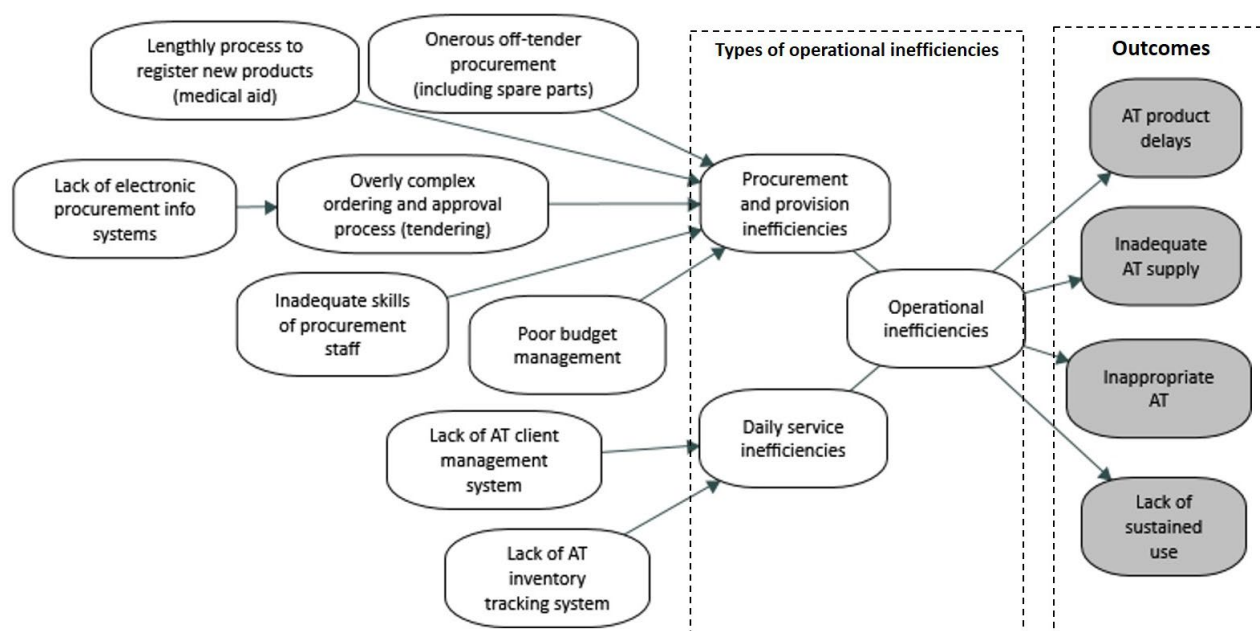 Lengthly process to
register new products
(medical aid)
Onerous off-tender
procurement
(including spare parts)
Types of operational inefficiencies
Outcomes
AT product
delays
Lack of electronic
procurement info
systems
Overly complex
ordering and approval
process (tendering)
Procurement
and provision
inefficiencies
Inadequate
AT supply
Inadequate skills
of procurement
staff
Poor budget
management
Operational
inefficiencies
Inappropriate
AT
Lack of AT client
management
system
Daily service
inefficiencies
Lack of
sustained
use
Lack of AT
inventory
tracking system